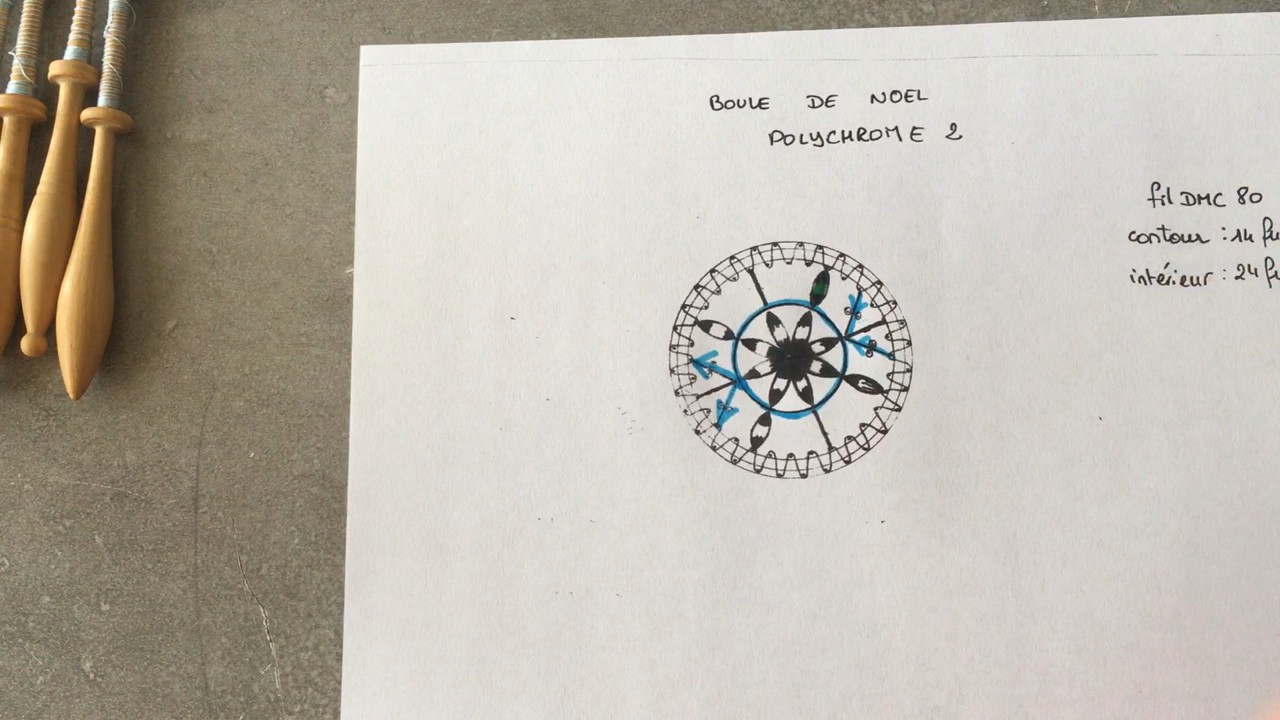 BOULE DE NOEL
POLYCHROME 2
fil DMC 80
contour : 14
intérieur : 24